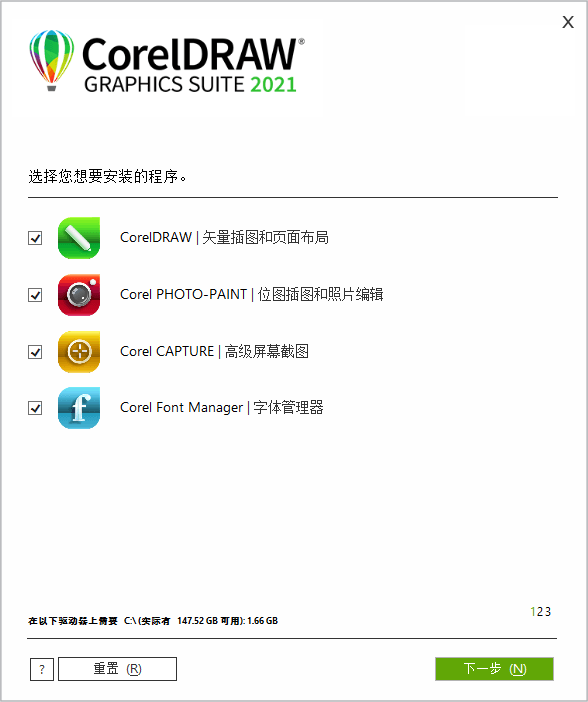 X
CorelDRAW®
GRAPHICS SUITE 2021
选择您想要安装的程序。
CorelDRAW | 矢量插图和页面布局
Corel PHOTO-PAINT | 位图插图和照片编辑
Corel CAPTURE | 高级屏幕截图
Corel Font Manager | 字体管理器
f
123
在以下驱动器上需要 C:\ (实际有 147.52 GB 可用): 1.66 GB
? 重置 (R) 下一步 (N)